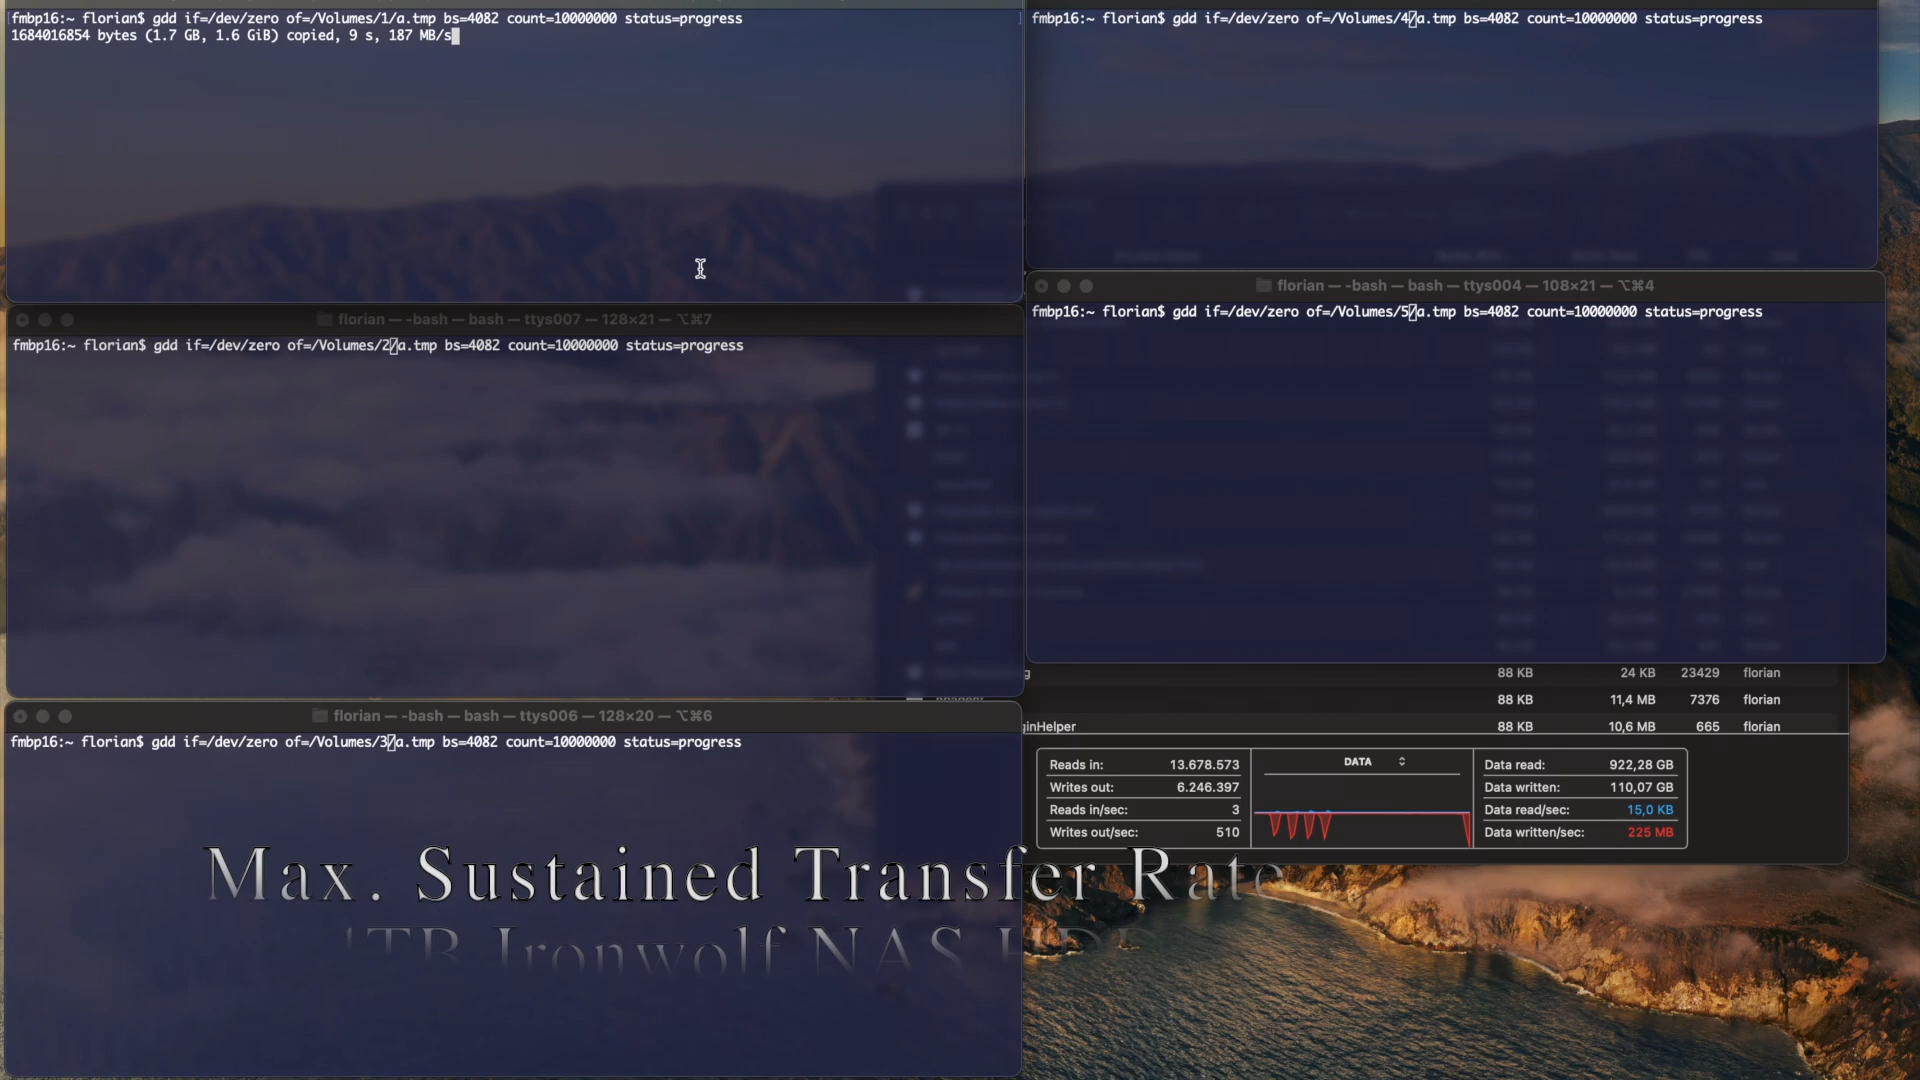 fmbp16:~ florian$ gdd if=/dev/zero of=/Volumes/1/a.tmp bs=4082 count=10000000 status=progress
1684016854 bytes (1.7 GB, 1.6 GiB) copied, 9 s, 187 MB/s
fmbp16:~ florian$ gdd if=/dev/zero of=/Volumes/4/a.tmp bs=4082 count=10000000 status=progress
florian — -bash — bash — ttys004 — 108×21 — ⌥⌘4
fmbp16:~ florian$ gdd if=/dev/zero of=/Volumes/5/a.tmp bs=4082 count=10000000 status=progress
florian — -bash — bash — ttys007 — 128×21 — ⌥⌘7
fmbp16:~ florian$ gdd if=/dev/zero of=/Volumes/2/a.tmp bs=4082 count=10000000 status=progress
florian — -bash — bash — ttys006 — 128×20 — ⌥⌘6
fmbp16:~ florian$ gdd if=/dev/zero of=/Volumes/3/a.tmp bs=4082 count=10000000 status=progress
88 KB 24 KB 23429 florian
88 KB 11,4 MB 7376 florian
ginHelper 88 KB 10,6 MB 665 florian
Reads in: 13.678.573
Writes out: 6.246.397
Reads in/sec: 3
Writes out/sec: 510
DATA
Data read: 922,28 GB
Data written: 110,07 GB
Data read/sec: 15,0 KB
Data written/sec: 225 MB
Max. Sustained Transfer Rate
TB Ironwolf NAS HDD